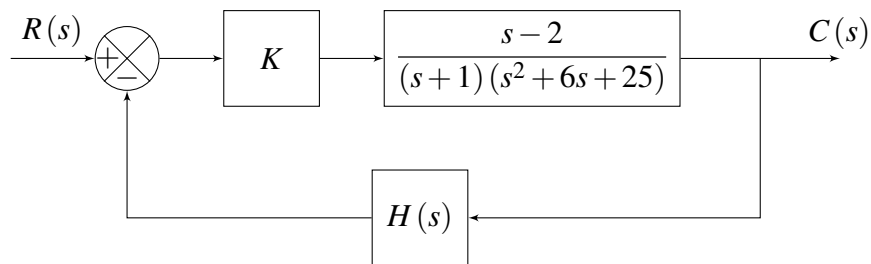 R(s)
C(s)
+
−
K
s−2
(s+1)(s²+6s+25)
H(s)